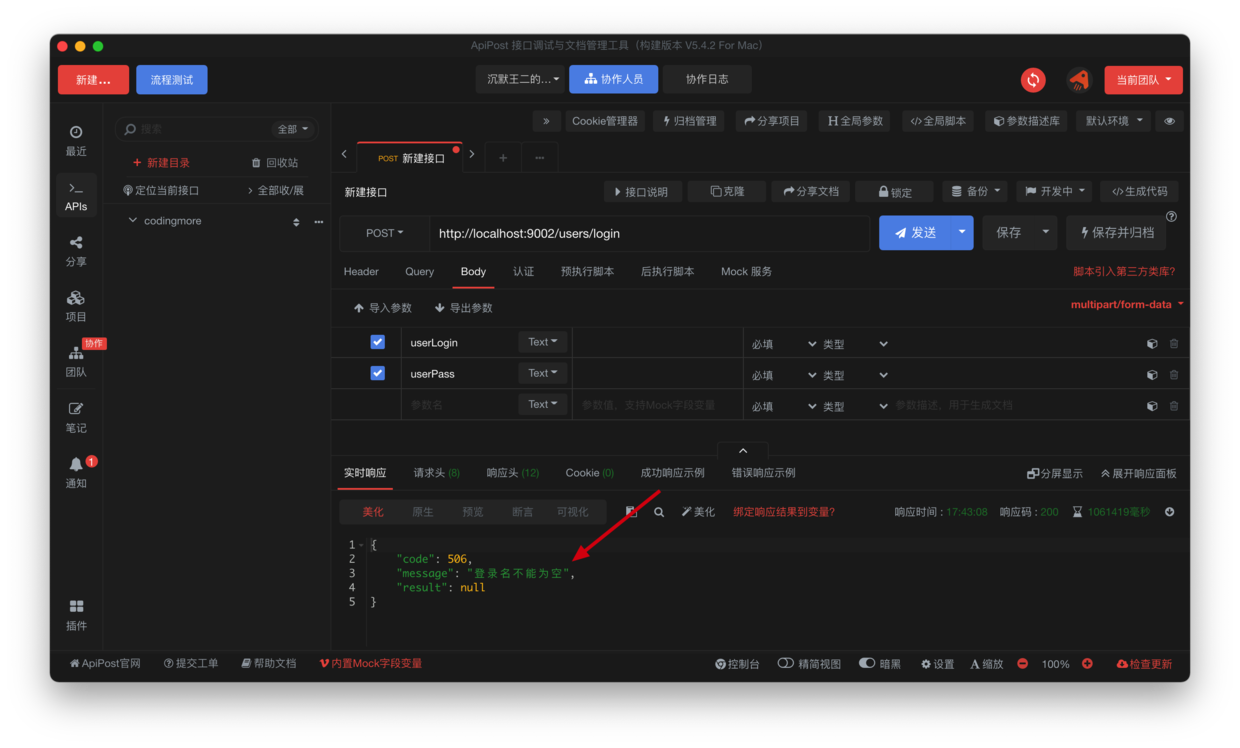 ApiPost 接口调试与文档管理工具（构建版本 V5.4.2 For Mac）
新建...
流程测试
沉默王二的...
协作人员
协作日志
当前团队
最近
APIs
分享
项目
协作
团队
笔记
1
通知
插件
搜索
全部
+ 新建目录
回收站
定位当前接口
全部收/展
codingmore
Cookie管理器
归档管理
分享项目
全局参数
全局脚本
参数描述库
默认环境
POST 新建接口
新建接口
接口说明
克隆
分享文档
锁定
备份
开发中
生成代码
POST
http://localhost:9002/users/login
发送
保存
保存并归档
Header
Query
Body
认证
预执行脚本
后执行脚本
Mock 服务
脚本引入第三方类库?
导入参数
导出参数
multipart/form-data
userLogin Text 必填 类型
userPass Text 必填 类型
参数名 Text 参数值，支持Mock字段变量 必填 类型 参数描述，用于生成文档
实时响应
请求头 (8)
响应头 (12)
Cookie (0)
成功响应示例
错误响应示例
分屏显示
展开响应面板
美化
原生
预览
断言
可视化
美化
绑定响应结果到变量?
响应时间 : 17:43:08
响应码 : 200
1061419毫秒
1 {
2 "code": 506,
3 "message": "登录名不能为空",
4 "result": null
5 }
ApiPost官网
提交工单
帮助文档
内置Mock字段变量
控制台
精简视图
暗黑
设置
A 缩放
100%
检查更新